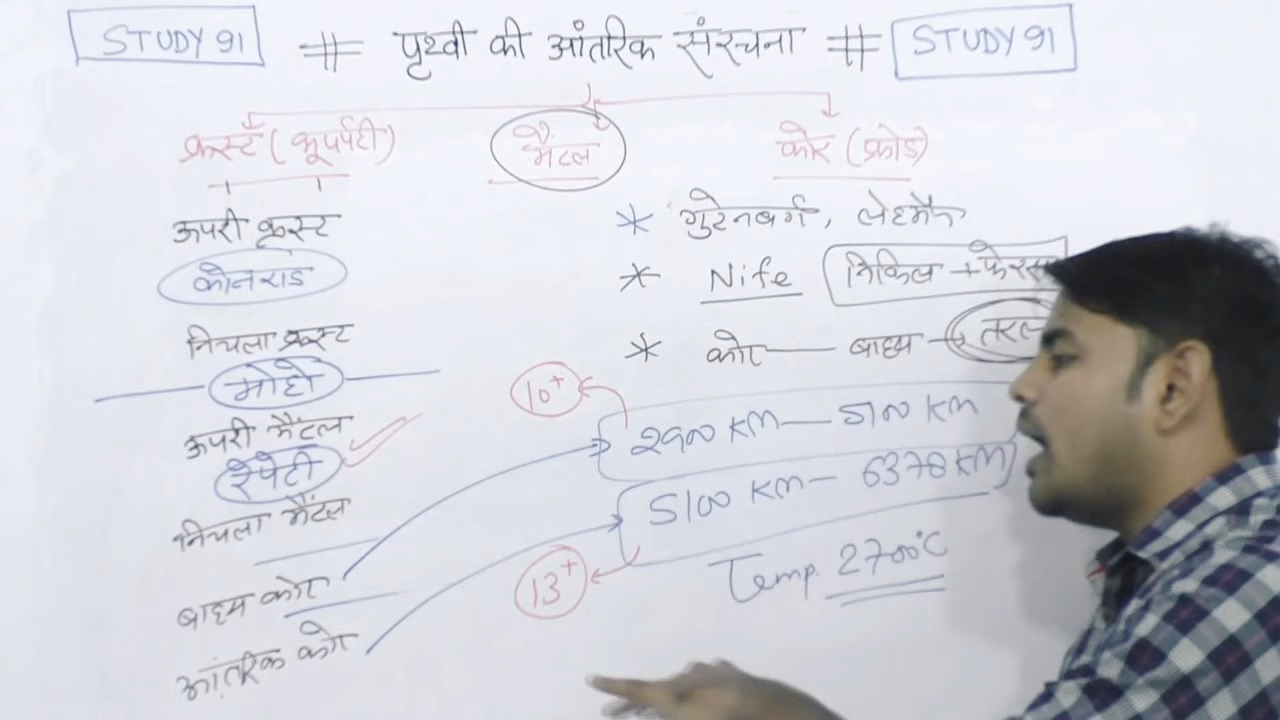 STUDY 91 # पृथ्वी की आंतरिक संरचना # STUDY 91
क्रस्ट (भूपर्पटी) मैंटल कोर (क्रोड)
ऊपरी क्रस्ट
कोनराड
निचला क्रस्ट
मोहो
ऊपरी मैंटल
रेपेटी
निचला मैंटल
बाह्य कोर
आंतरिक कोर
* गुटेनबर्ग, लेहमैन
* Nife निकिल + फेरस
* कोर — बाह्य → तरल
10+
2900 KM — 5100 KM
5100 KM — 6378 KM
13+
Temp. 2700°C